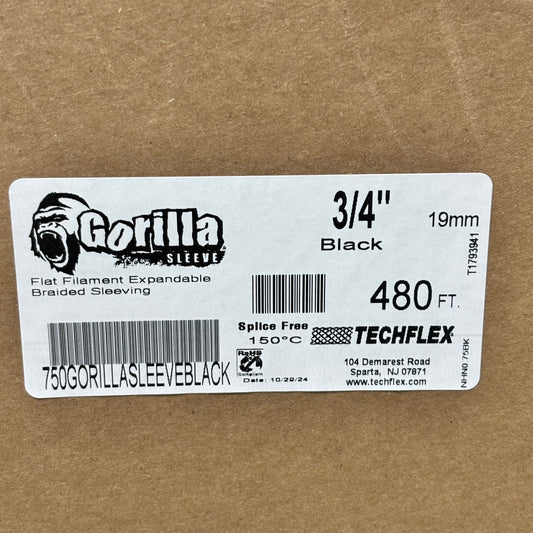 Gorilla
SLEEVE
Flat Filament Expandable
Braided Sleeving
750GORILLASLEEVEBLACK
3/4"
19mm
Black
480 FT.
Splice Free
150°C
RoHS
Compliant
Date: 10/29/24
TECHFLEX
104 Demarest Road
Sparta, NJ 07871
www.techflex.com
T1793941
NHN0.75BK